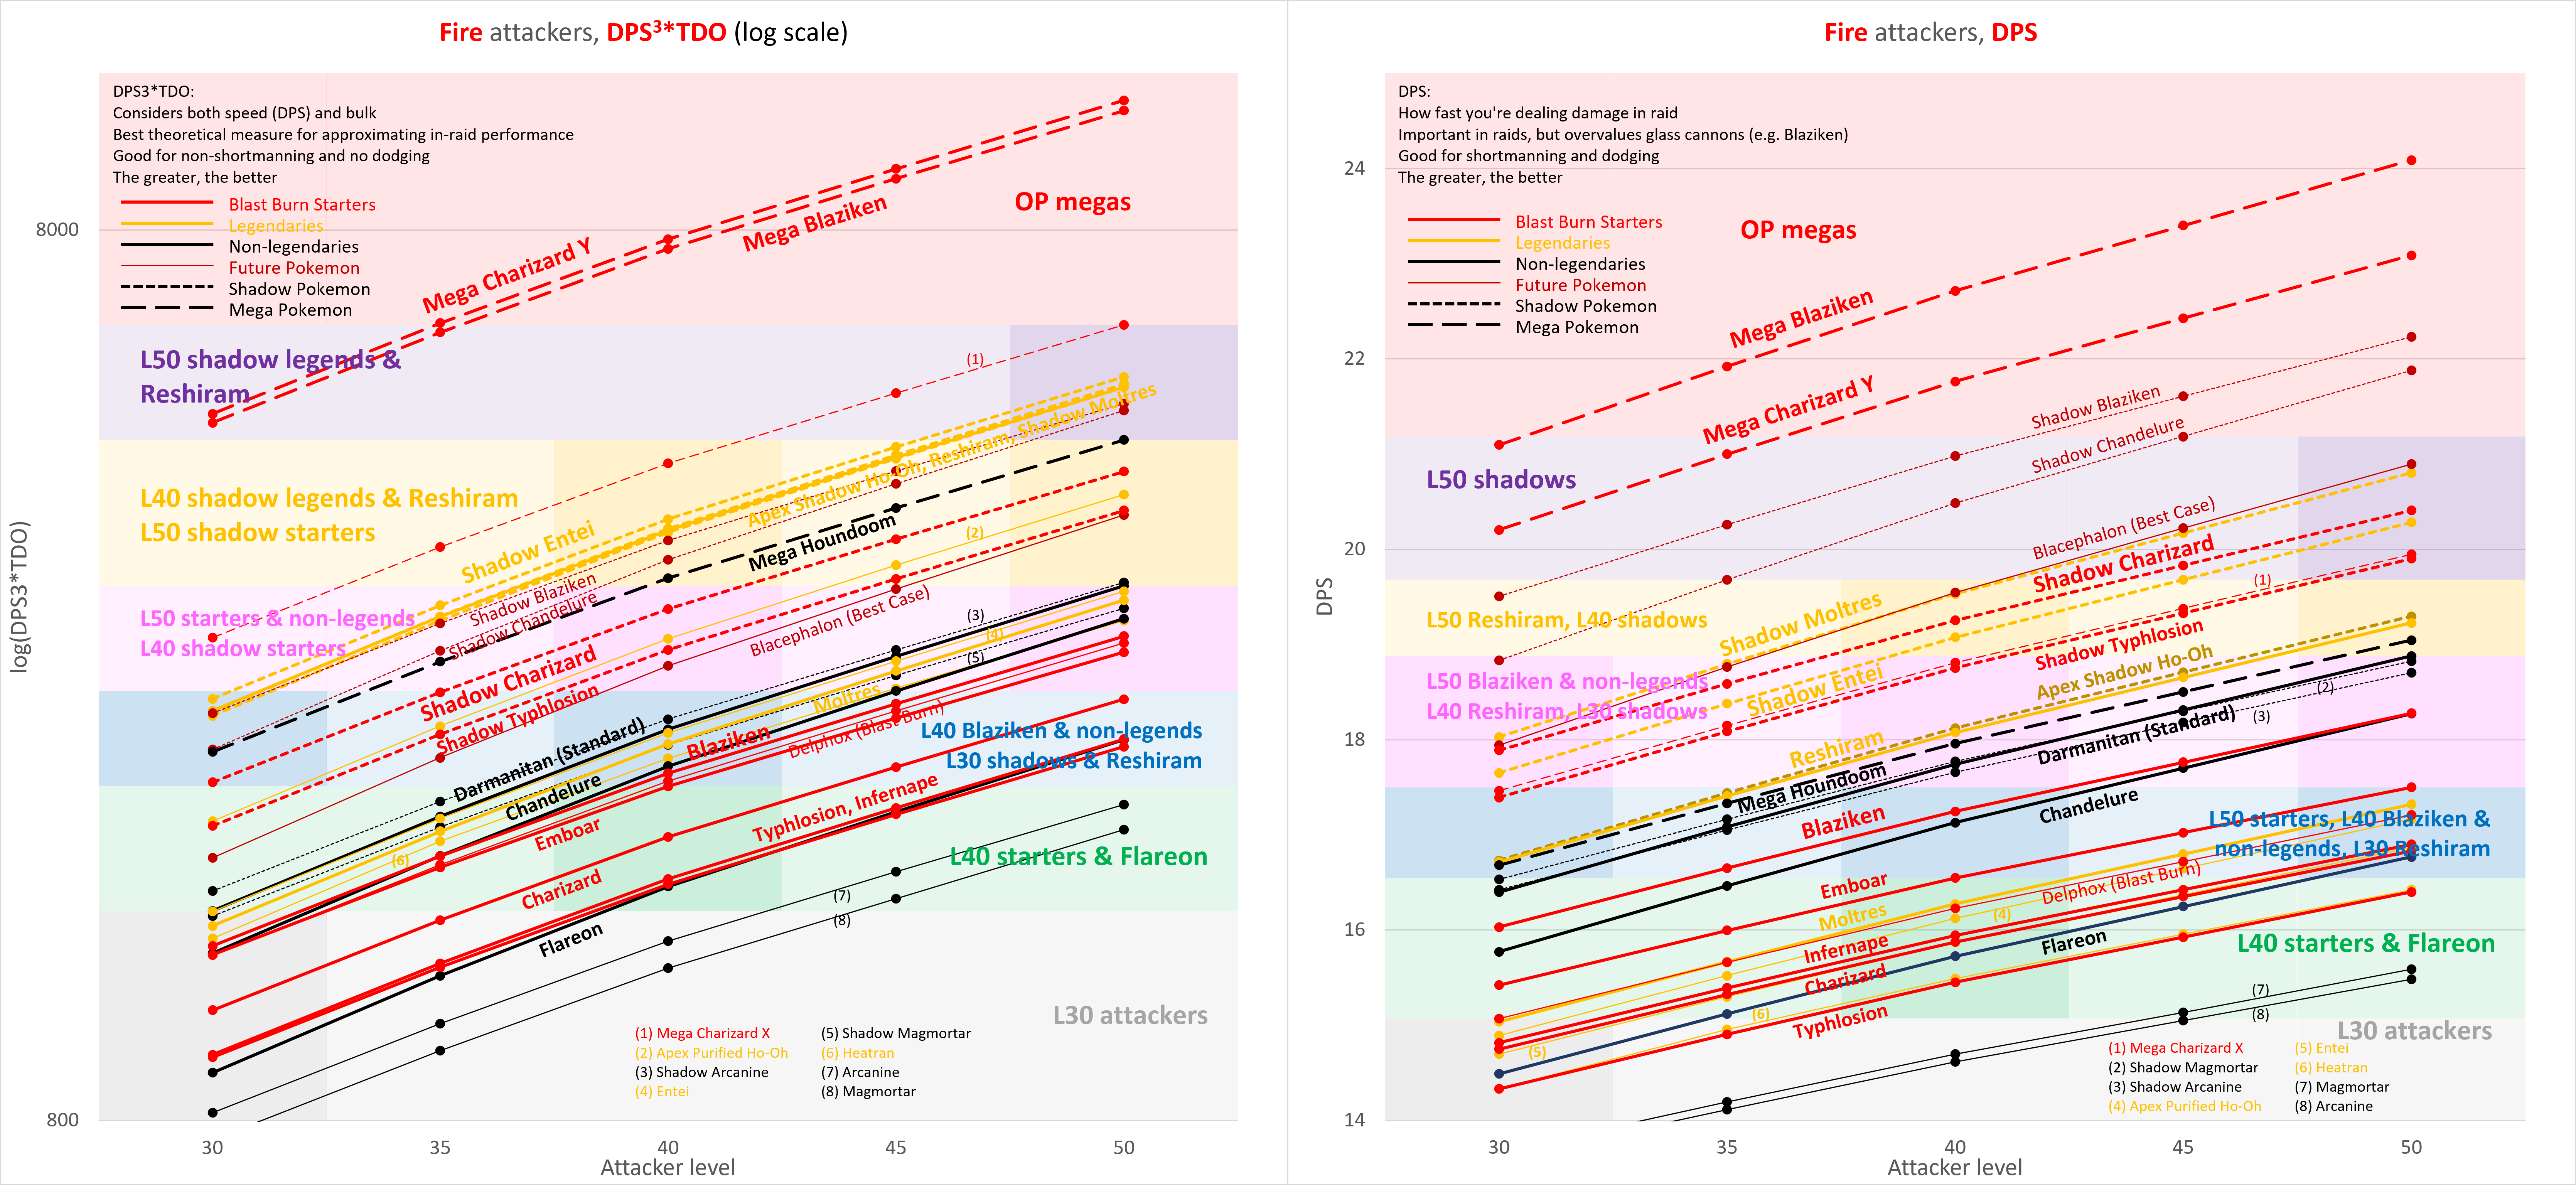 Fire attackers, DPS³*TDO (log scale)
DPS3*TDO:
Considers both speed (DPS) and bulk
Best theoretical measure for approximating in-raid performance
Good for non-shortmanning and no dodging
The greater, the better
Blast Burn Starters
Legendaries
Non-legendaries
Future Pokemon
Shadow Pokemon
Mega Pokemon
OP megas
Mega Charizard Y
Mega Blaziken
L50 shadow legends &
Reshiram
(1)
L40 shadow legends & Reshiram
L50 shadow starters
Shadow Entei
Apex Shadow Ho-Oh, Reshiram, Shadow Moltres
Shadow Blaziken
Shadow Chandelure
Mega Houndoom
(2)
L50 starters & non-legends
L40 shadow starters
Shadow Charizard
Shadow Typhlosion
Blacephalon (Best Case)
(3)
(4)
(5)
Darmanitan (Standard)
Chandelure
Moltres
Blaziken
Delphox (Blast Burn)
L40 Blaziken & non-legends
L30 shadows & Reshiram
Emboar
(6)
Charizard
Typhlosion, Infernape
L40 starters & Flareon
Flareon
(7)
(8)
L30 attackers
(1) Mega Charizard X
(2) Apex Purified Ho-Oh
(3) Shadow Arcanine
(4) Entei
(5) Shadow Magmortar
(6) Heatran
(7) Arcanine
(8) Magmortar
8000
800
log(DPS3*TDO)
30
35
40
45
50
Attacker level
Fire attackers, DPS
DPS:
How fast you're dealing damage in raid
Important in raids, but overvalues glass cannons (e.g. Blaziken)
Good for shortmanning and dodging
The greater, the better
Blast Burn Starters
Legendaries
Non-legendaries
Future Pokemon
Shadow Pokemon
Mega Pokemon
OP megas
Mega Blaziken
Mega Charizard Y
Shadow Blaziken
Shadow Chandelure
L50 shadows
Blacephalon (Best Case)
Shadow Charizard
(1)
L50 Reshiram, L40 shadows
Shadow Moltres
Shadow Typhlosion
L50 Blaziken & non-legends
L40 Reshiram, L30 shadows
Shadow Entei
Apex Shadow Ho-Oh
(2)
(3)
Reshiram
Mega Houndoom
Darmanitan (Standard)
Blaziken
Chandelure
L50 starters, L40 Blaziken &
non-legends, L30 Reshiram
Emboar
Delphox (Blast Burn)
Moltres
(4)
Infernape
Flareon
L40 starters & Flareon
Charizard
(6)
Typhlosion
(5)
(7)
(8)
L30 attackers
(1) Mega Charizard X
(2) Shadow Magmortar
(3) Shadow Arcanine
(4) Apex Purified Ho-Oh
(5) Entei
(6) Heatran
(7) Magmortar
(8) Arcanine
24
22
20
18
16
14
DPS
30
35
40
45
50
Attacker level